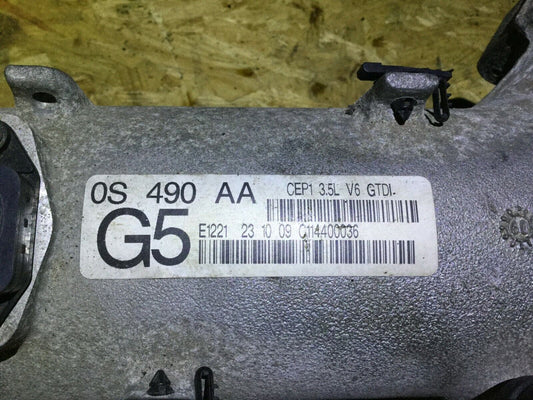 0S 490 AA
CEP1 3.5L V6 GTDI-
G5
E1221 23 10 09 C114400036